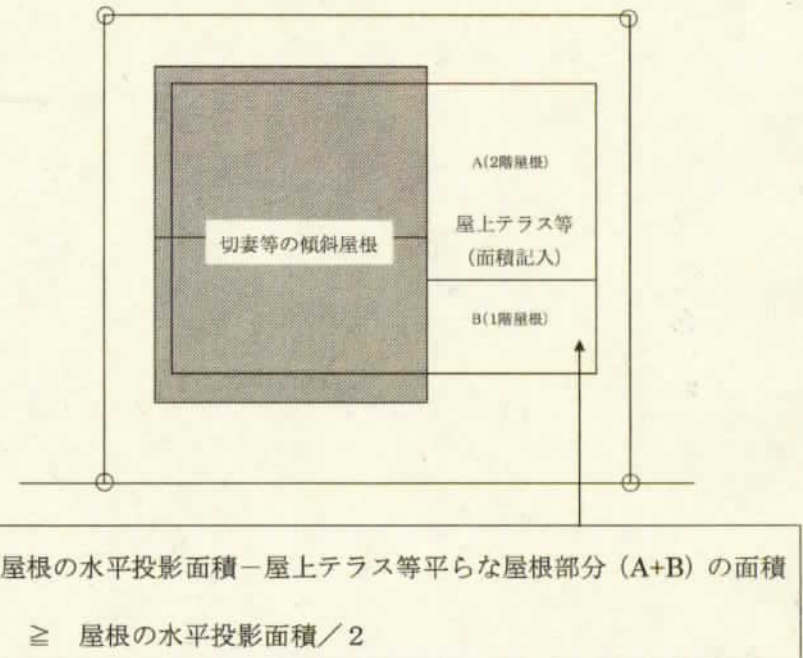 A(2階屋根)
屋上テラス等
(面積記入)
切妻等の傾斜屋根
B(1階屋根)
屋根の水平投影面積－屋上テラス等平らな屋根部分（A+B）の面積
≧　屋根の水平投影面積／２